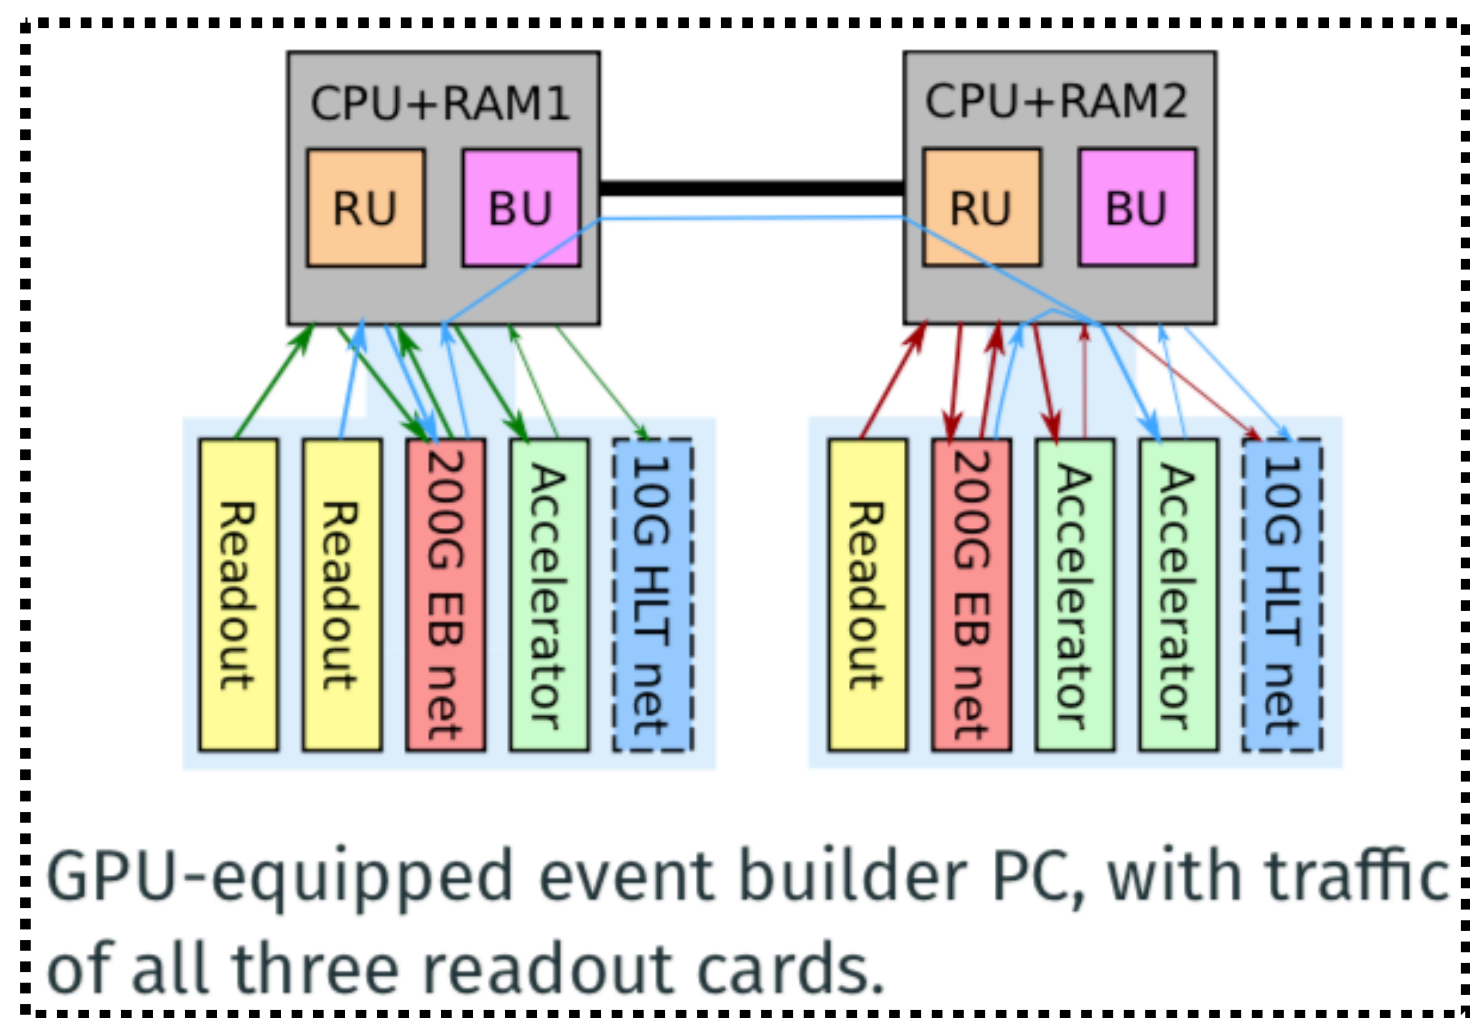 CPU+RAM1
CPU+RAM2
RU
BU
RU
BU
Readout
Readout
200G EB net
Accelerator
10G HLT net
Readout
200G EB net
Accelerator
Accelerator
10G HLT net
GPU-equipped event builder PC, with traffic
of all three readout cards.